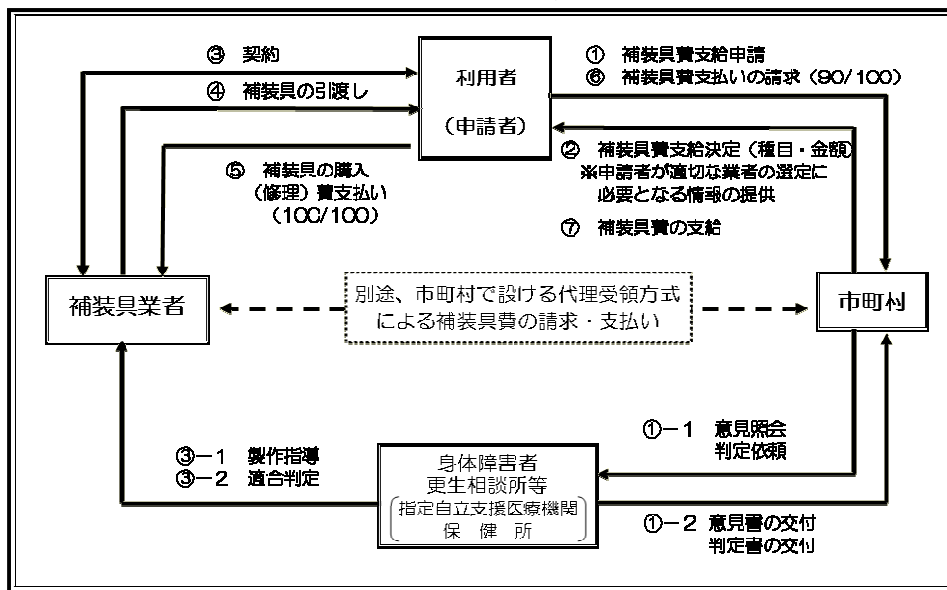 ③　契約
④　補装具の引渡し
利用者
（申請者）
①　補装具費支給申請
⑥　補装具費支払いの請求（90/100）
⑤　補装具の購入
（修理）費支払い
（100/100）
②　補装具費支給決定（種目・金額）
※申請者が適切な業者の選定に
必要となる情報の提供
⑦　補装具費の支給
補装具業者
別途、市町村で設ける代理受領方式
による補装具費の請求・支払い
市町村
③－1　製作指導
③－2　適合判定
身体障害者
更生相談所等
指定自立支援医療機関
保　健　所
①－1　意見照会
判定依頼
①－2　意見書の交付
判定書の交付